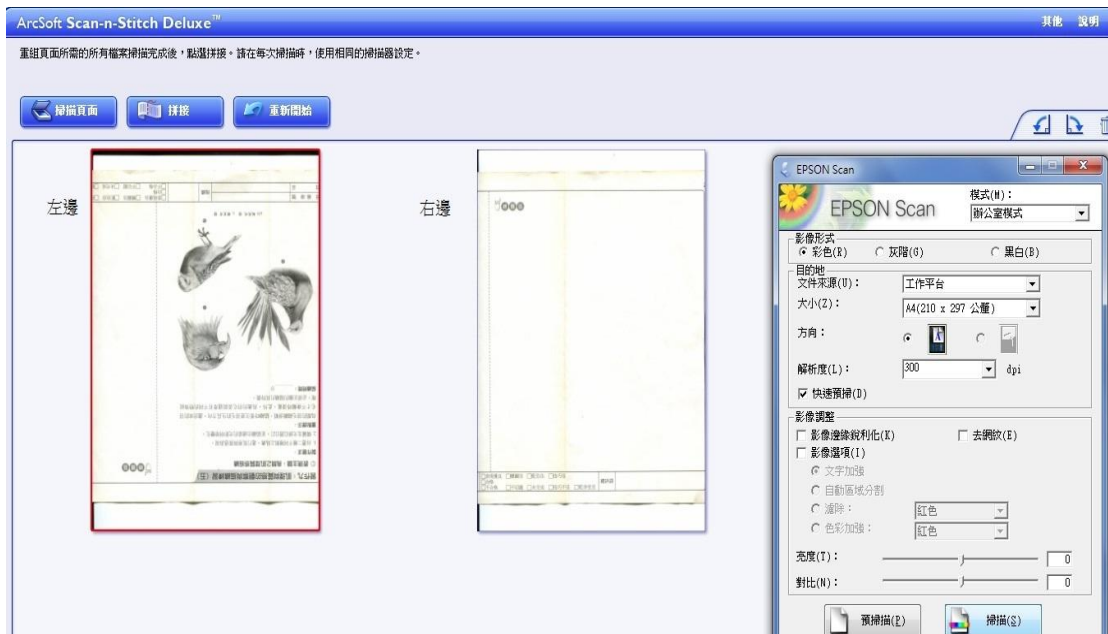 ArcSoft Scan-n-Stitch Deluxe™
其他 說明
重組頁面所需的所有檔案掃描完成後，點選拼接。請在每次掃描時，使用相同的掃描器設定。
掃描頁面 拼接 重新開始
左邊
右邊
EPSON Scan
EPSON Scan
模式(M)：
辦公室模式
影像形式
彩色(R) 灰階(G) 黑白(B)
目的地
文件來源(U)： 工作平台
大小(Z)： A4(210 x 297 公釐)
方向：
解析度(L)： 300 dpi
快速預掃(D)
影像調整
影像邊緣銳利化(K) 去網紋(E)
影像選項(I)
文字加強
自動區域分割
濾除： 紅色
色彩加強： 紅色
亮度(T)： 0
對比(N)： 0
預掃描(P) 掃描(S)